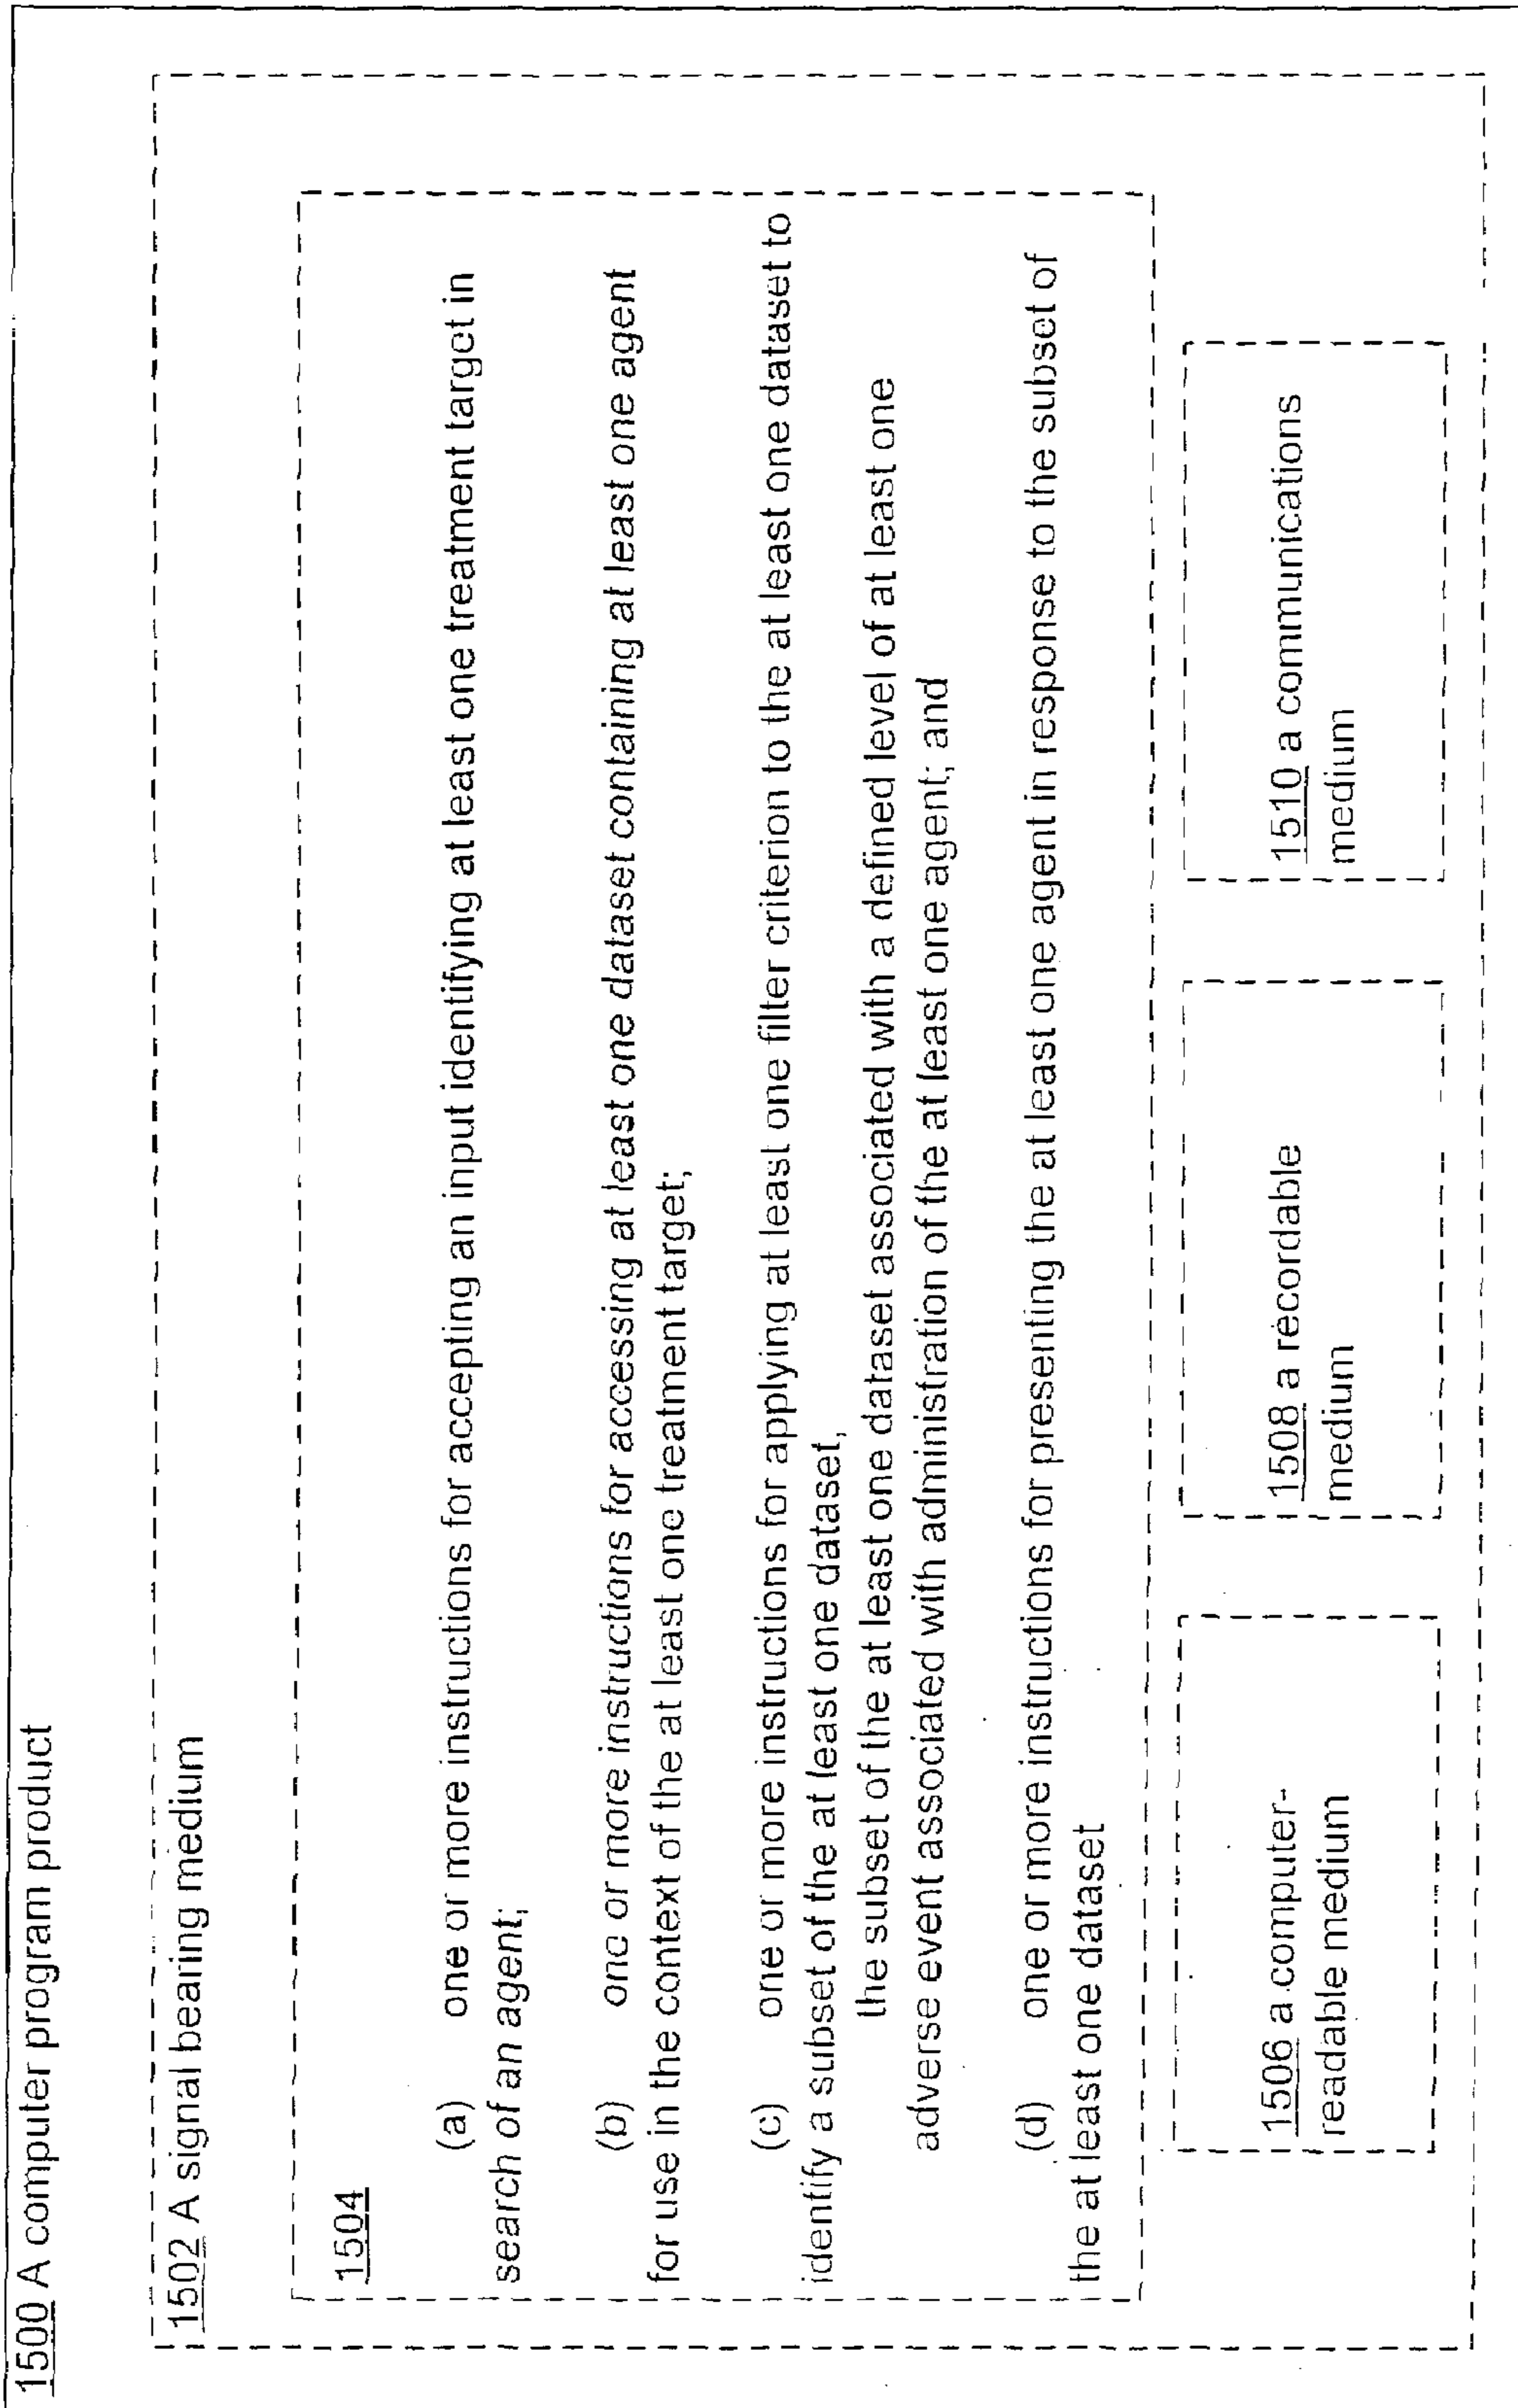 1500 A computer program product
1502 A signal bearing medium
1504
(a) one or more instructions for accepting an input identifying at least one treatment target in
search of an agent;
(b) one or more instructions for accessing at least one dataset containing at least one agent
for use in the context of the at least one treatment target;
(c) one or more instructions for applying at least one filter criterion to the at least one dataset to
identify a subset of the at least one dataset,
the subset of the at least one dataset associated with a defined level of at least one
adverse event associated with administration of the at least one agent; and
(d) one or more instructions for presenting the at least one agent in response to the subset of
the at least one dataset
1506 a computer-
readable medium
1508 a recordable
medium
1510 a communications
medium